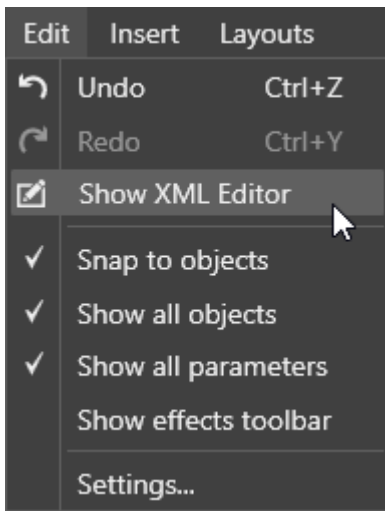 Edit Insert Layouts
Undo Ctrl+Z
Redo Ctrl+Y
Show XML Editor
Snap to objects
Show all objects
Show all parameters
Show effects toolbar
Settings...